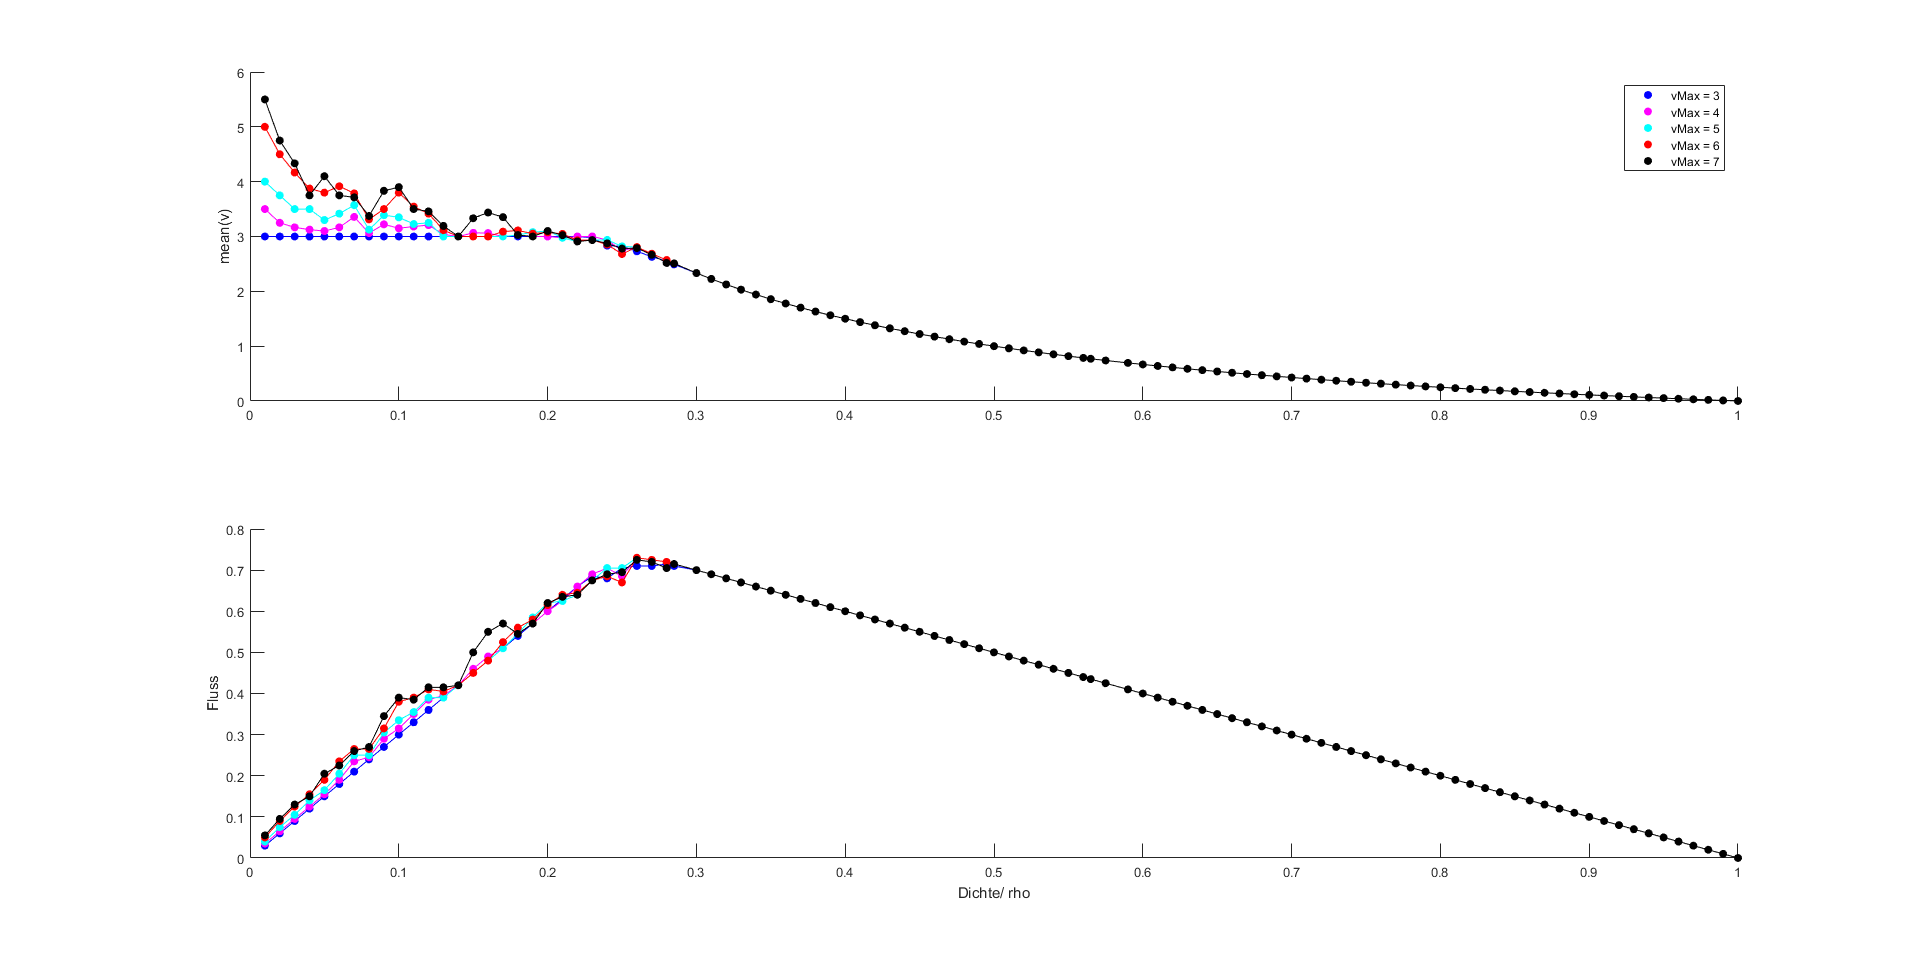 6
5
4
3
2
1
0
mean(v)
0 0.1 0.2 0.3 0.4 0.5 0.6 0.7 0.8 0.9 1
vMax = 3
vMax = 4
vMax = 5
vMax = 6
vMax = 7
0.8
0.7
0.6
0.5
0.4
0.3
0.2
0.1
0
Fluss
0 0.1 0.2 0.3 0.4 0.5 0.6 0.7 0.8 0.9 1
Dichte/ rho